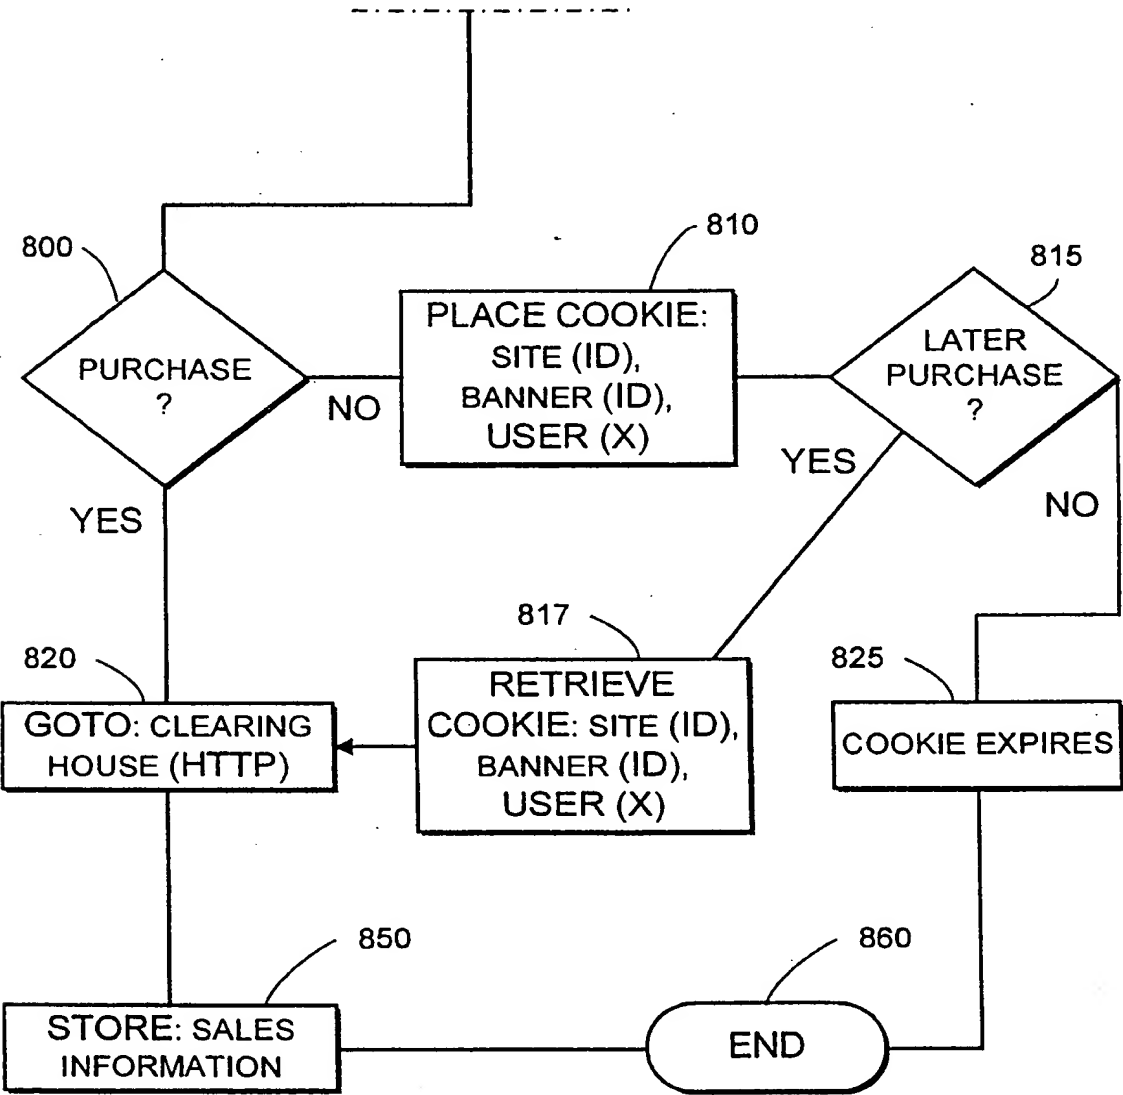 800
PURCHASE
?
NO
YES
810
PLACE COOKIE:
SITE (ID),
BANNER (ID),
USER (X)
815
LATER
PURCHASE
?
YES
NO
817
RETRIEVE
COOKIE: SITE (ID),
BANNER (ID),
USER (X)
820
GOTO: CLEARING
HOUSE (HTTP)
825
COOKIE EXPIRES
850
STORE: SALES
INFORMATION
860
END